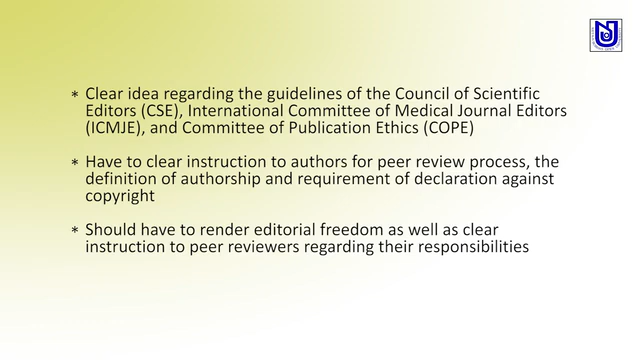 * Clear idea regarding the guidelines of the Council of Scientific
Editors (CSE), International Committee of Medical Journal Editors
(ICMJE), and Committee of Publication Ethics (COPE)
* Have to clear instruction to authors for peer review process, the
definition of authorship and requirement of declaration against
copyright
* Should have to render editorial freedom as well as clear
instruction to peer reviewers regarding their responsibilities